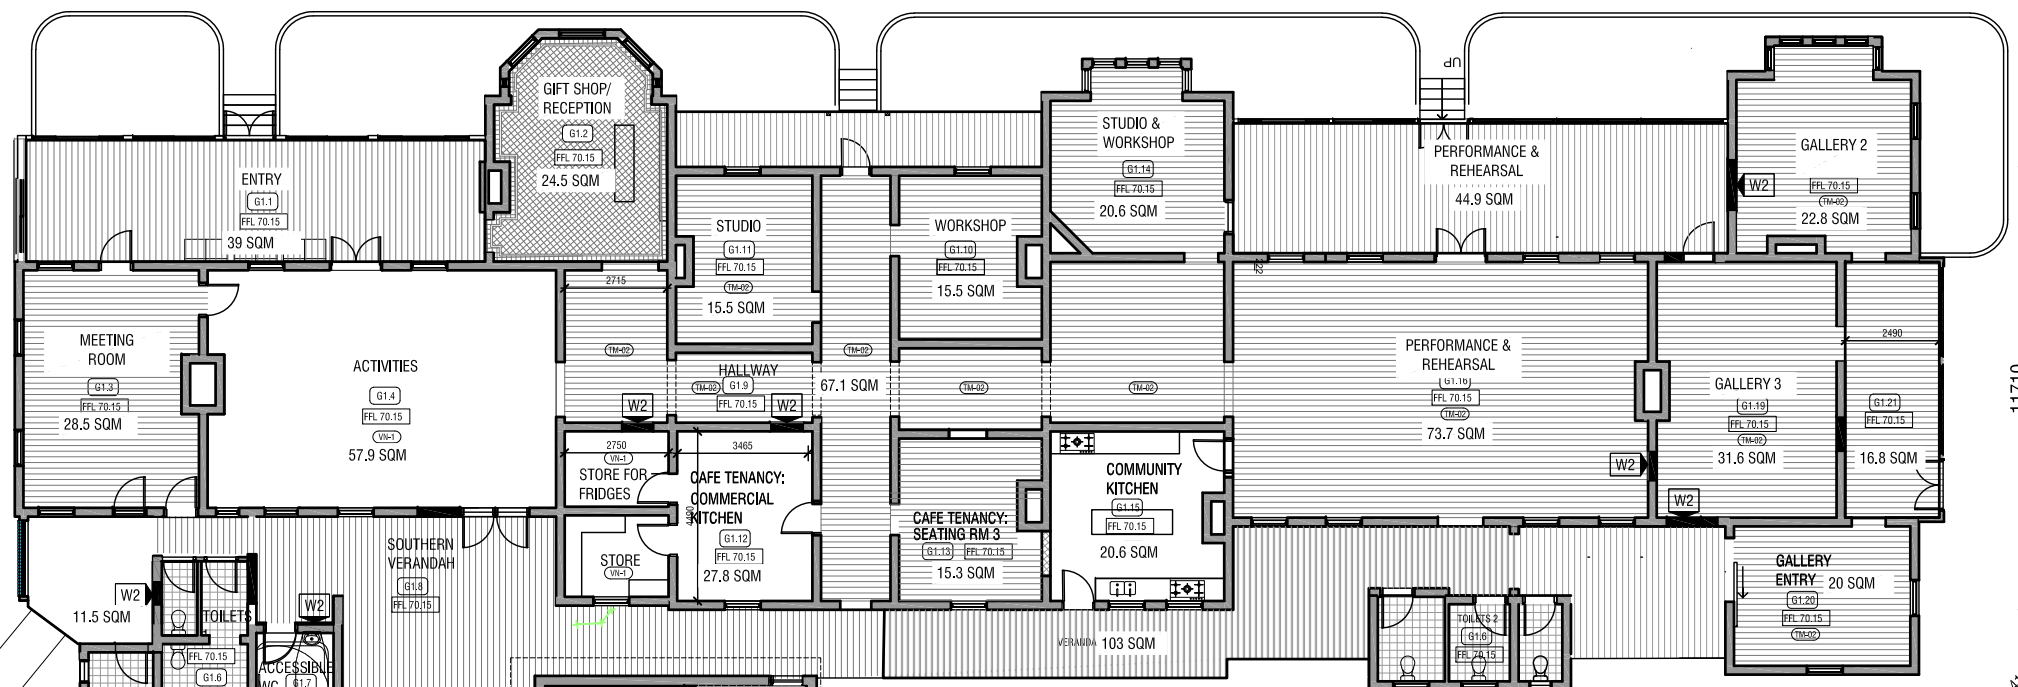 UP
GIFT SHOP/
RECEPTION
G1.2
FFL 70.15
24.5 SQM
ENTRY
G1.1
FFL 70.15
39 SQM
STUDIO &
WORKSHOP
G1.14
FFL 70.15
20.6 SQM
PERFORMANCE &
REHEARSAL
44.9 SQM
GALLERY 2
W2
FFL 70.15
TM-02
22.8 SQM
STUDIO
G1.11
FFL 70.15
TM-02
15.5 SQM
WORKSHOP
G1.10
FFL 70.15
15.5 SQM
222
2715
TM-02
MEETING
ROOM
G1.3
FFL 70.15
28.5 SQM
ACTIVITIES
G1.4
FFL 70.15
VN-1
57.9 SQM
HALLWAY
TM-02
G1.9
FFL 70.15
W2
W2
TM-02
67.1 SQM
TM-02
TM-02
PERFORMANCE &
REHEARSAL
G1.16
FFL 70.15
TM-02
73.7 SQM
W2
GALLERY 3
G1.19
FFL 70.15
TM-02
31.6 SQM
W2
2490
G1.21
FFL 70.15
16.8 SQM
11710
2750
VN-1
STORE FOR
FRIDGES
3465
CAFE TENANCY:
COMMERCIAL
KITCHEN
4490
G1.12
FFL 70.15
27.8 SQM
STORE
VN-1
CAFE TENANCY:
SEATING RM 3
G1.13
FFL 70.15
15.3 SQM
COMMUNITY
KITCHEN
G1.15
FFL 70.15
20.6 SQM
SOUTHERN
VERANDAH
G1.8
FFL 70.15
W2
11.5 SQM
TOILETS
W2
FFL 70.15
G1.6
ACCESSIBLE
WC
G1.7
VERANDA
103 SQM
TOILETS 2
G1.6
FFL 70.15
GALLERY
ENTRY
20 SQM
G1.20
FFL 70.15
TM-02